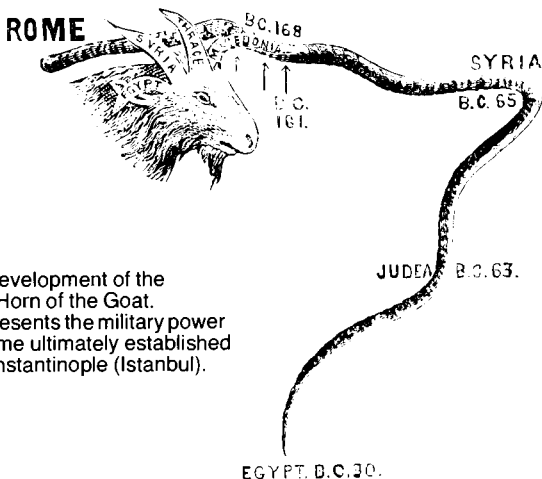 ROME
B.C. 168
SYRIA
THRACE
EGYPT
SYRIA
B.C. 65
161.
JUDEA B.C. 63.
evelopment of the
Horn of the Goat.
esents the military power
me ultimately established
nstantinople (Istanbul).
EGYPT. B.C. 30.